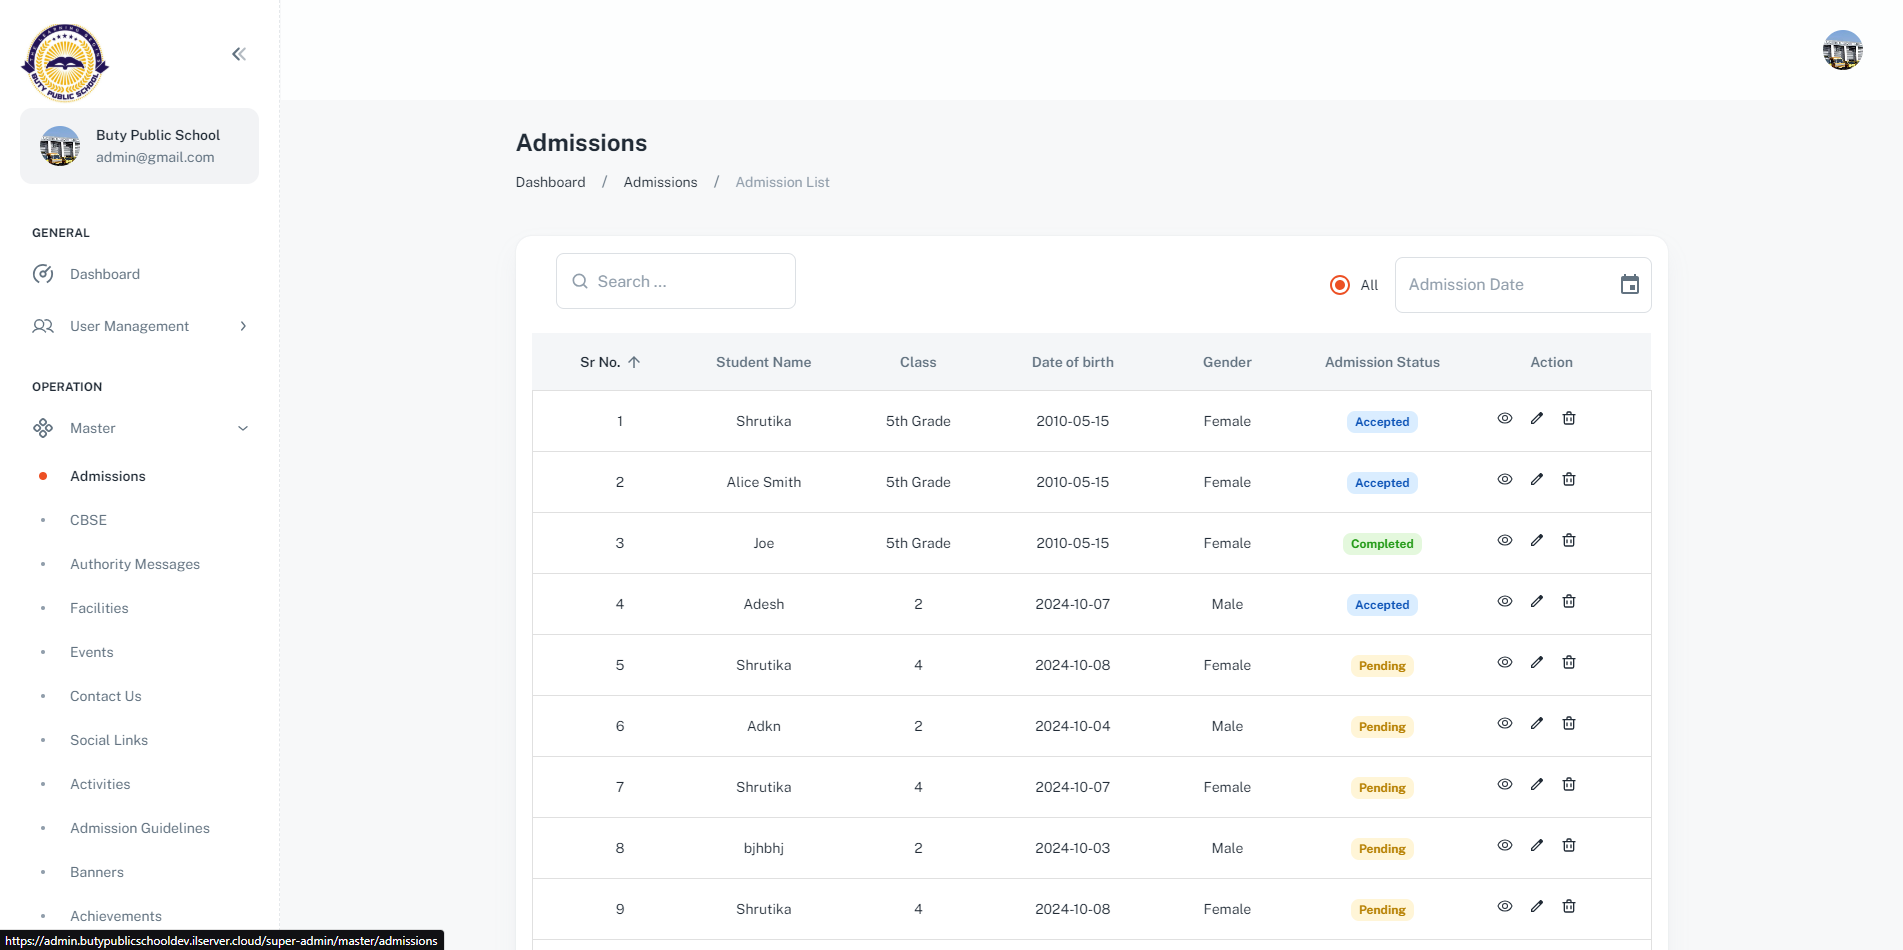 BUTY PUBLIC SCHOOL
Buty Public School
admin@gmail.com
GENERAL
Dashboard
User Management
OPERATION
Master
Admissions
CBSE
Authority Messages
Facilities
Events
Contact Us
Social Links
Activities
Admission Guidelines
Banners
Achievements
https://admin.butypublicschooldev.ilserver.cloud/super-admin/master/admissions
Admissions
Dashboard / Admissions / Admission List
Search ...
All
Admission Date
Sr No. Student Name Class Date of birth Gender Admission Status Action
1 Shrutika 5th Grade 2010-05-15 Female Accepted
2 Alice Smith 5th Grade 2010-05-15 Female Accepted
3 Joe 5th Grade 2010-05-15 Female Completed
4 Adesh 2 2024-10-07 Male Accepted
5 Shrutika 4 2024-10-08 Female Pending
6 Adkn 2 2024-10-04 Male Pending
7 Shrutika 4 2024-10-07 Female Pending
8 bjhbhj 2 2024-10-03 Male Pending
9 Shrutika 4 2024-10-08 Female Pending